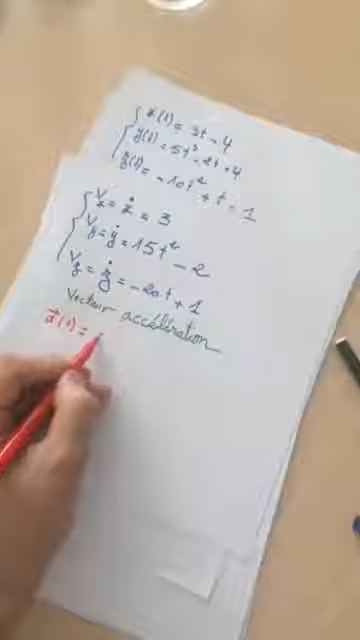 x(t) = 3t - 4
y(t) = 5t³ - 2t + 4
z(t) = -10t² + t - 1
Vx = ẋ = 3
Vy = ẏ = 15t² - 2
Vz = ż = -20t + 1
Vecteur accélération
a⃗(t) =